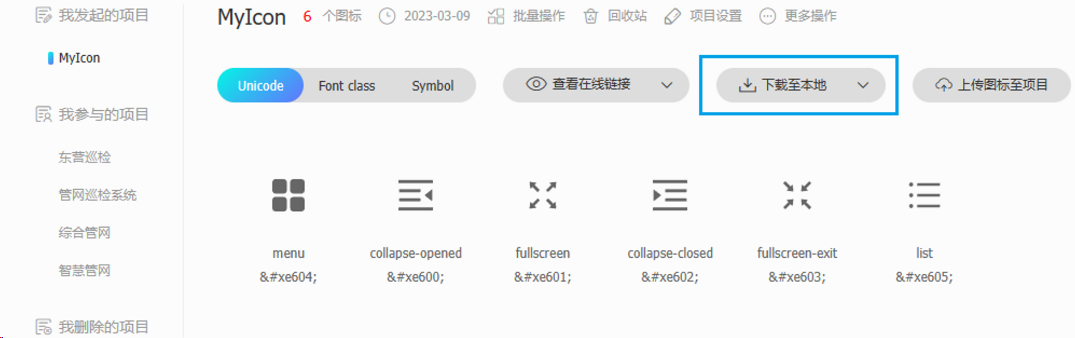 我发起的项目
MyIcon
我参与的项目
东营巡检
管网巡检系统
综合管网
智慧管网
我删除的项目
MyIcon 6 个图标 2023-03-09 批量操作 回收站 项目设置 更多操作
Unicode Font class Symbol 查看在线链接 下载至本地 上传图标至项目
menu collapse-opened fullscreen collapse-closed fullscreen-exit list
&#xe604; &#xe600; &#xe601; &#xe602; &#xe603; &#xe605;